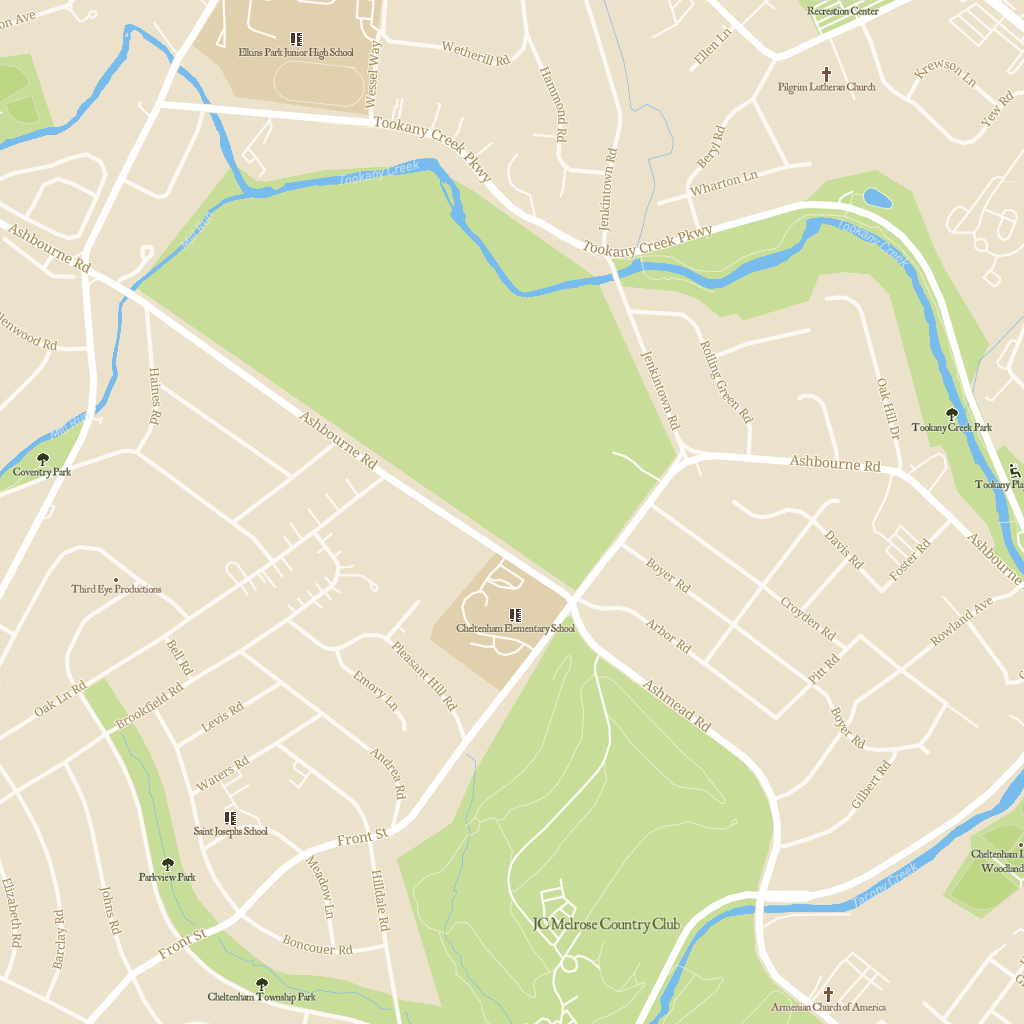 Recreation Center
on Ave
Elkins Park Junior High School
Wessel Way
Wetherill Rd
Ellen Ln
Hammond Rd
Pilgrim Lutheran Church
Krewson Ln
Yew Rd
Tookany Creek Pkwy
Beryl Rd
Jenkintown Rd
Tookany Creek
Wharton Ln
Mill Run
Ashbourne Rd
Tookany Creek Pkwy
Tookany Creek
lenwood Rd
Haines Rd
Jenkintown Rd
Rolling Green Rd
Oak Hill Dr
Mill Run
Ashbourne Rd
Tookany Creek Park
Coventry Park
Ashbourne Rd
Tookany Pla
Davis Rd
Foster Rd
Ashbourne
Third Eye Productions
Boyer Rd
Cheltenham Elementary School
Croyden Rd
Rowland Ave
Arbor Rd
Bell Rd
Pleasant Hill Rd
Pitt Rd
Emory Ln
Oak Ln Rd
Brookfield Rd
Ashmead Rd
Levis Rd
Boyer Rd
Waters Rd
Andrea Rd
Gilbert Rd
Saint Josephs School
Front St
Cheltenham
Woodland
Parkview Park
Meadow Ln
Hilldale Rd
Tacony Creek
Elizabeth Rd
Barclay Rd
Johns Rd
JC Melrose Country Club
Front St
Boncouer Rd
Cheltenham Township Park
Armenian Church of America